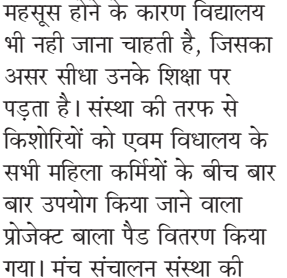 महसूस होने के कारण विद्यालय
भी नही जाना चाहती है, जिसका
असर सीधा उनके शिक्षा पर
पड़ता है। संस्था की तरफ से
किशोरियों को एवम विधालय के
सभी महिला कर्मियों के बीच बार
बार उपयोग किया जाने वाला
प्रोजेक्ट बाला पैड वितरण किया
गया। मंच संचालन संस्था की